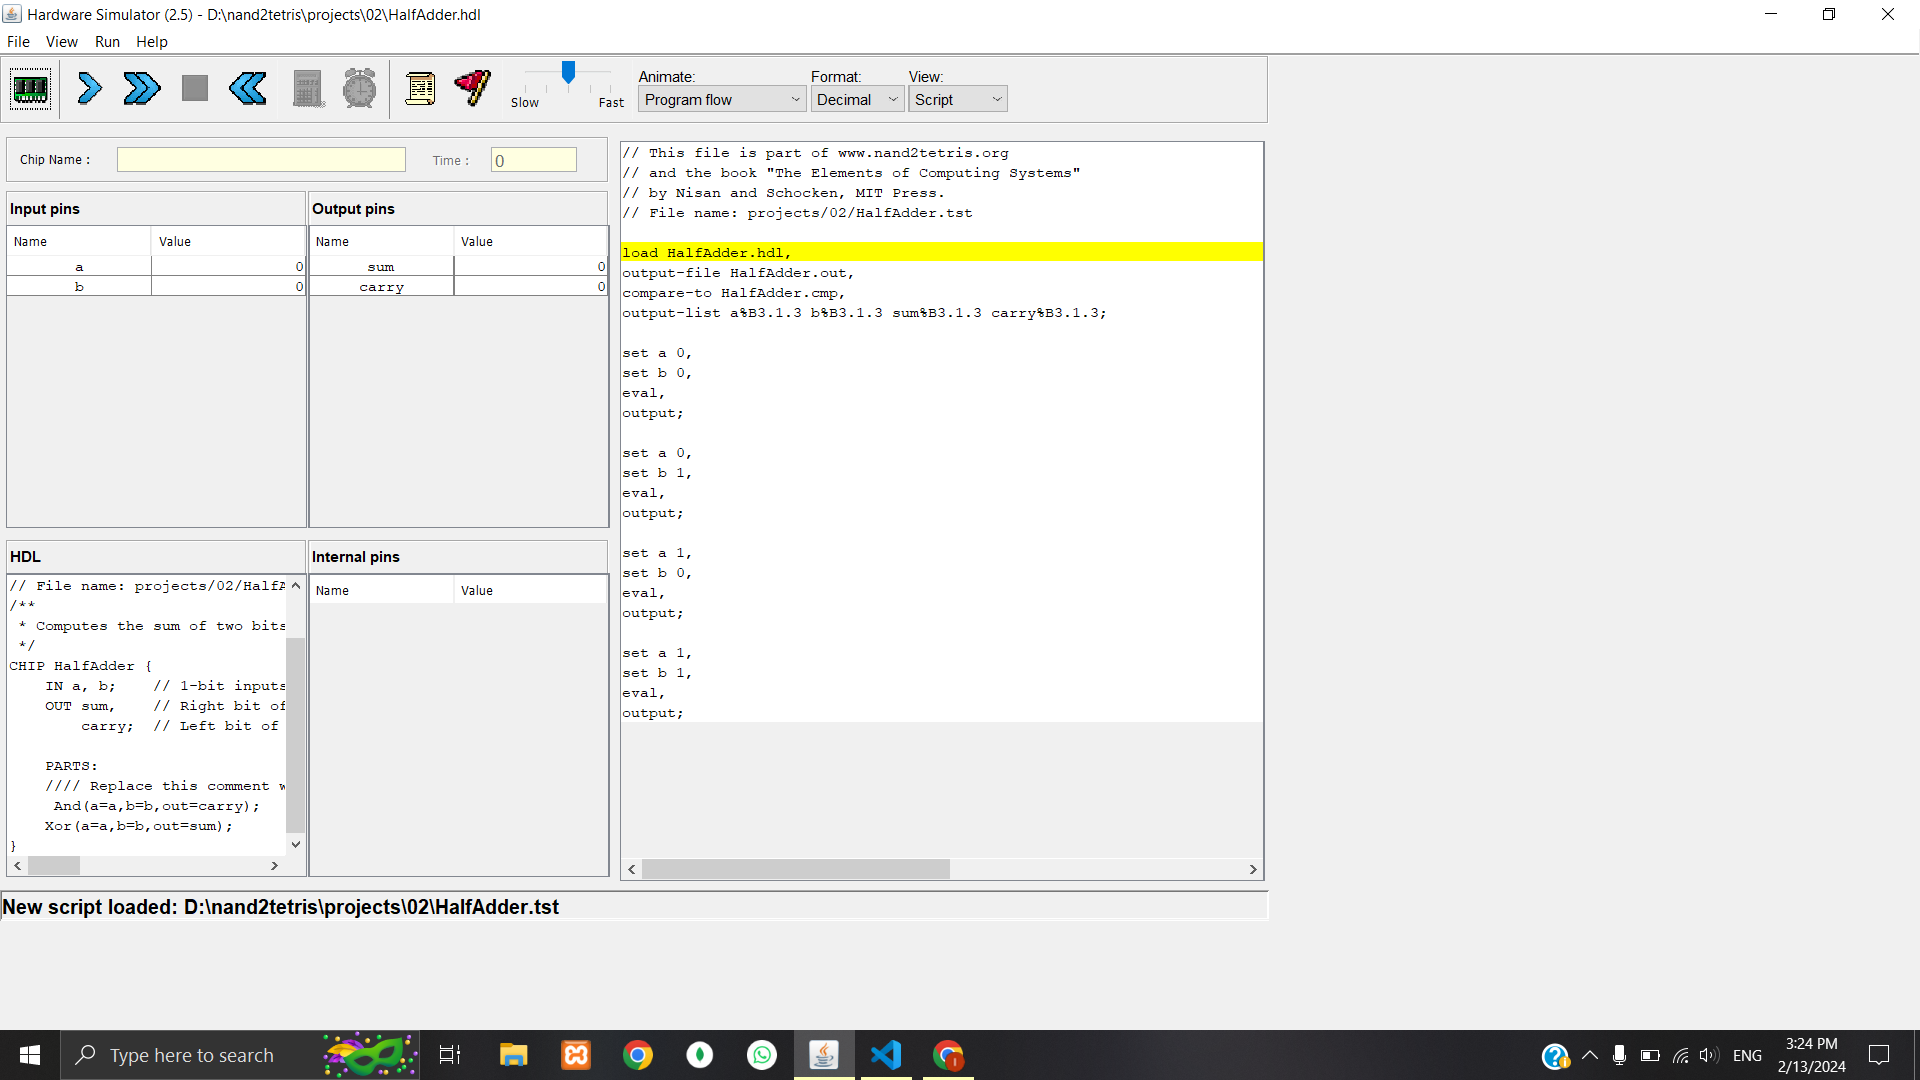 Hardware Simulator (2.5) - D:\nand2tetris\projects\02\HalfAdder.hdl
File View Run Help
Slow Fast
Animate:
Program flow
Format:
Decimal
View:
Script
Chip Name :
Time : 0
Input pins
Name Value
a 0
b 0
Output pins
Name Value
sum 0
carry 0
HDL
// File name: projects/02/HalfA
/**
* Computes the sum of two bits
*/
CHIP HalfAdder {
IN a, b; // 1-bit inputs
OUT sum, // Right bit of
carry; // Left bit of
PARTS:
//// Replace this comment w
And(a=a,b=b,out=carry);
Xor(a=a,b=b,out=sum);
}
Internal pins
Name Value
// This file is part of www.nand2tetris.org
// and the book "The Elements of Computing Systems"
// by Nisan and Schocken, MIT Press.
// File name: projects/02/HalfAdder.tst
load HalfAdder.hdl,
output-file HalfAdder.out,
compare-to HalfAdder.cmp,
output-list a%B3.1.3 b%B3.1.3 sum%B3.1.3 carry%B3.1.3;
set a 0,
set b 0,
eval,
output;
set a 0,
set b 1,
eval,
output;
set a 1,
set b 0,
eval,
output;
set a 1,
set b 1,
eval,
output;
New script loaded: D:\nand2tetris\projects\02\HalfAdder.tst
Type here to search
ENG
3:24 PM
2/13/2024